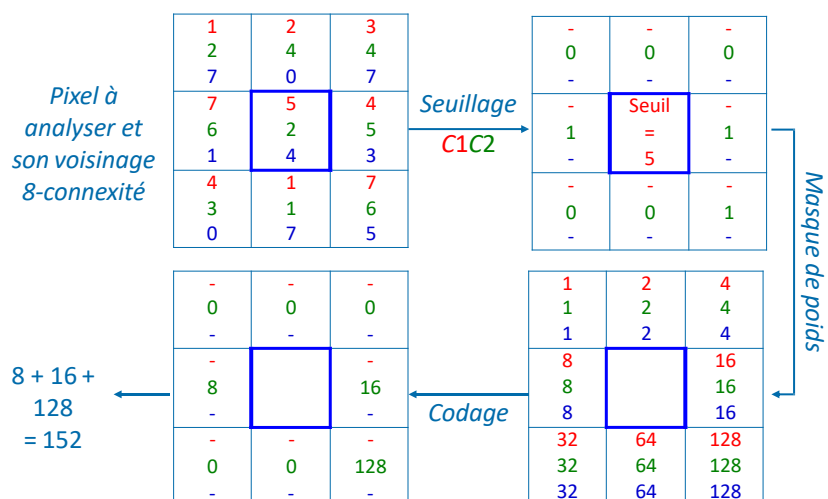 Pixel à
analyser et
son voisinage
8-connexité
1 2 3
2 4 4
7 0 7
7 5 4
6 2 5
1 4 3
4 1 7
3 1 6
0 7 5
Seuillage
C1C2
- - -
0 0 0
- - -
- Seuil -
1 = 1
- 5 -
- - -
0 0 1
- - -
Masque de poids
1 2 4
1 2 4
1 2 4
8 16
8 16
8 16
32 64 128
32 64 128
32 64 128
Codage
- - -
0 0 0
- - -
- -
8 16
- -
- - -
0 0 128
- - -
8 + 16 +
128
= 152